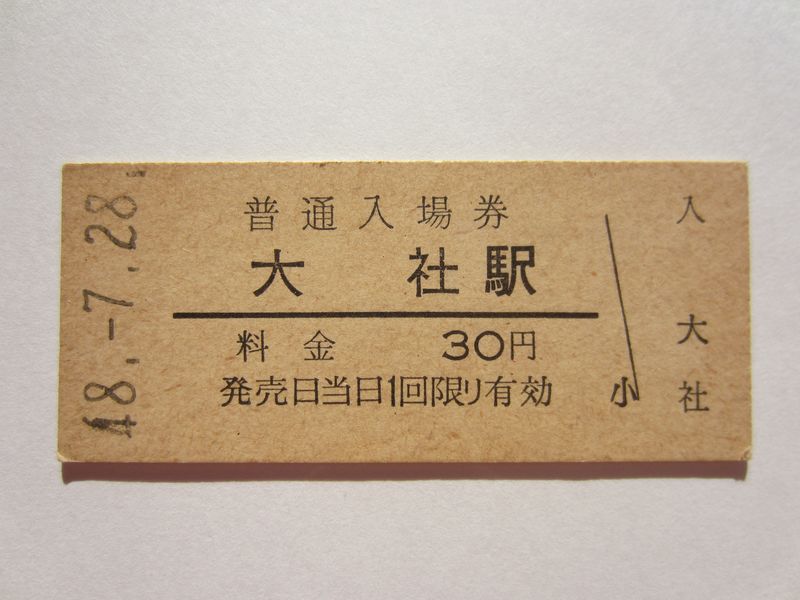 48.-7.28.
普通入場券
大社駅
料金 30円
発売日当日1回限り有効
小
入
大社